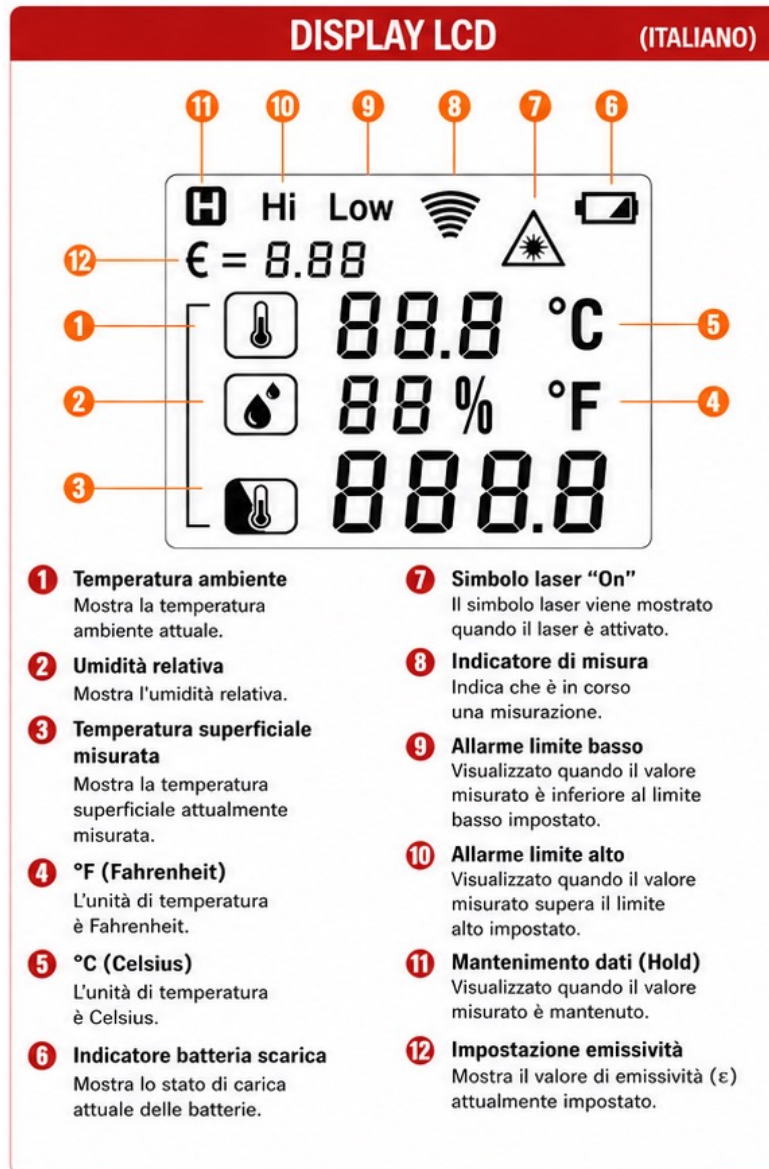 DISPLAY LCD (ITALIANO)
11 10 9 8 7 6
H Hi Low
12 € = 8.88
1 88.8 °C 5
2 88 % °F 4
3 888.8
1 Temperatura ambiente
Mostra la temperatura
ambiente attuale.
2 Umidità relativa
Mostra l'umidità relativa.
3 Temperatura superficiale
misurata
Mostra la temperatura
superficiale attualmente
misurata.
4 °F (Fahrenheit)
L’unità di temperatura
è Fahrenheit.
5 °C (Celsius)
L’unità di temperatura
è Celsius.
6 Indicatore batteria scarica
Mostra lo stato di carica
attuale delle batterie.
7 Simbolo laser “On”
Il simbolo laser viene mostrato
quando il laser è attivato.
8 Indicatore di misura
Indica che è in corso
una misurazione.
9 Allarme limite basso
Visualizzato quando il valore
misurato è inferiore al limite
basso impostato.
10 Allarme limite alto
Visualizzato quando il valore
misurato supera il limite
alto impostato.
11 Mantenimento dati (Hold)
Visualizzato quando il valore
misurato è mantenuto.
12 Impostazione emissività
Mostra il valore di emissività (ε)
attualmente impostato.